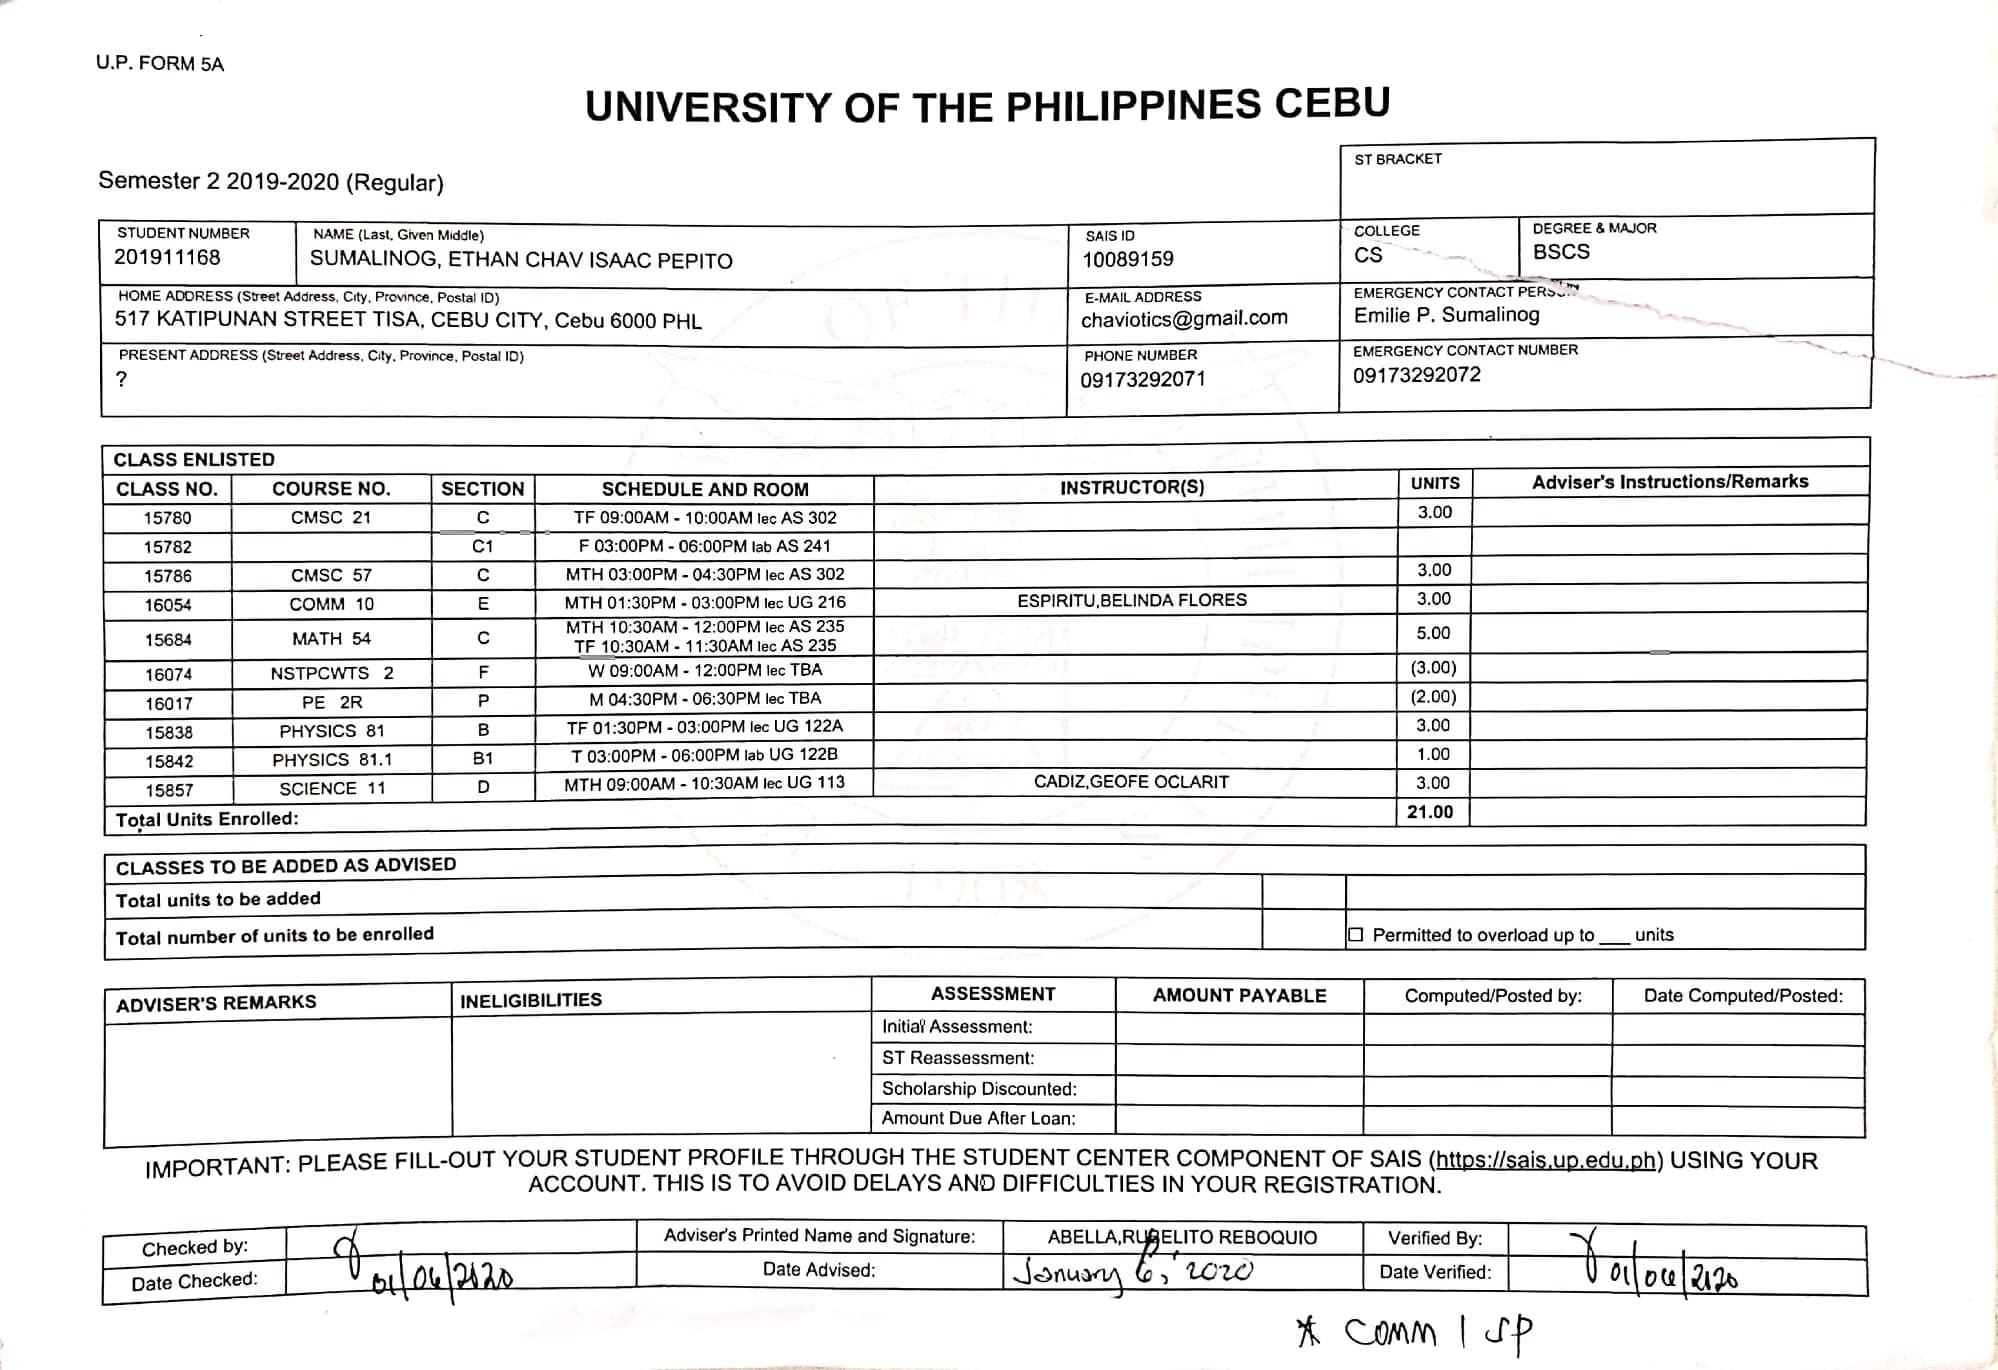 U.P. FORM 5A
UNIVERSITY OF THE PHILIPPINES CEBU
Semester 2 2019-2020 (Regular)
ST BRACKET
STUDENT NUMBER
201911168
NAME (Last, Given Middle)
SUMALINOG, ETHAN CHAV ISAAC PEPITO
SAIS ID
10089159
COLLEGE
CS
DEGREE & MAJOR
BSCS
HOME ADDRESS (Street Address, City, Province, Postal ID)
517 KATIPUNAN STREET TISA, CEBU CITY, Cebu 6000 PHL
E-MAIL ADDRESS
chaviotics@gmail.com
EMERGENCY CONTACT PERSON
Emilie P. Sumalinog
PRESENT ADDRESS (Street Address, City, Province, Postal ID)
?
PHONE NUMBER
09173292071
EMERGENCY CONTACT NUMBER
09173292072
CLASS ENLISTED
CLASS NO. COURSE NO. SECTION SCHEDULE AND ROOM INSTRUCTOR(S) UNITS Adviser's Instructions/Remarks
15780 CMSC 21 C TF 09:00AM - 10:00AM lec AS 302 3.00
15782 C1 F 03:00PM - 06:00PM lab AS 241
15786 CMSC 57 C MTH 03:00PM - 04:30PM lec AS 302 3.00
16054 COMM 10 E MTH 01:30PM - 03:00PM lec UG 216 ESPIRITU,BELINDA FLORES 3.00
15684 MATH 54 C MTH 10:30AM - 12:00PM lec AS 235 5.00
TF 10:30AM - 11:30AM lec AS 235
16074 NSTPCWTS 2 F W 09:00AM - 12:00PM lec TBA (3.00)
16017 PE 2R P M 04:30PM - 06:30PM lec TBA (2.00)
15838 PHYSICS 81 B TF 01:30PM - 03:00PM lec UG 122A 3.00
15842 PHYSICS 81.1 B1 T 03:00PM - 06:00PM lab UG 122B 1.00
15857 SCIENCE 11 D MTH 09:00AM - 10:30AM lec UG 113 CADIZ,GEOFE OCLARIT 3.00
Total Units Enrolled: 21.00
CLASSES TO BE ADDED AS ADVISED
Total units to be added
Total number of units to be enrolled
Permitted to overload up to ___ units
ADVISER'S REMARKS INELIGIBILITIES ASSESSMENT AMOUNT PAYABLE Computed/Posted by: Date Computed/Posted:
Initial Assessment:
ST Reassessment:
Scholarship Discounted:
Amount Due After Loan:
IMPORTANT: PLEASE FILL-OUT YOUR STUDENT PROFILE THROUGH THE STUDENT CENTER COMPONENT OF SAIS (https://sais.up.edu.ph) USING YOUR
ACCOUNT. THIS IS TO AVOID DELAYS AND DIFFICULTIES IN YOUR REGISTRATION.
Checked by: Adviser's Printed Name and Signature: ABELLA,RUBELITO REBOQUIO Verified By:
Date Checked: 01/06/2020 Date Advised: January 6, 2020 Date Verified: 01/06/2020
* COMM 1 SP